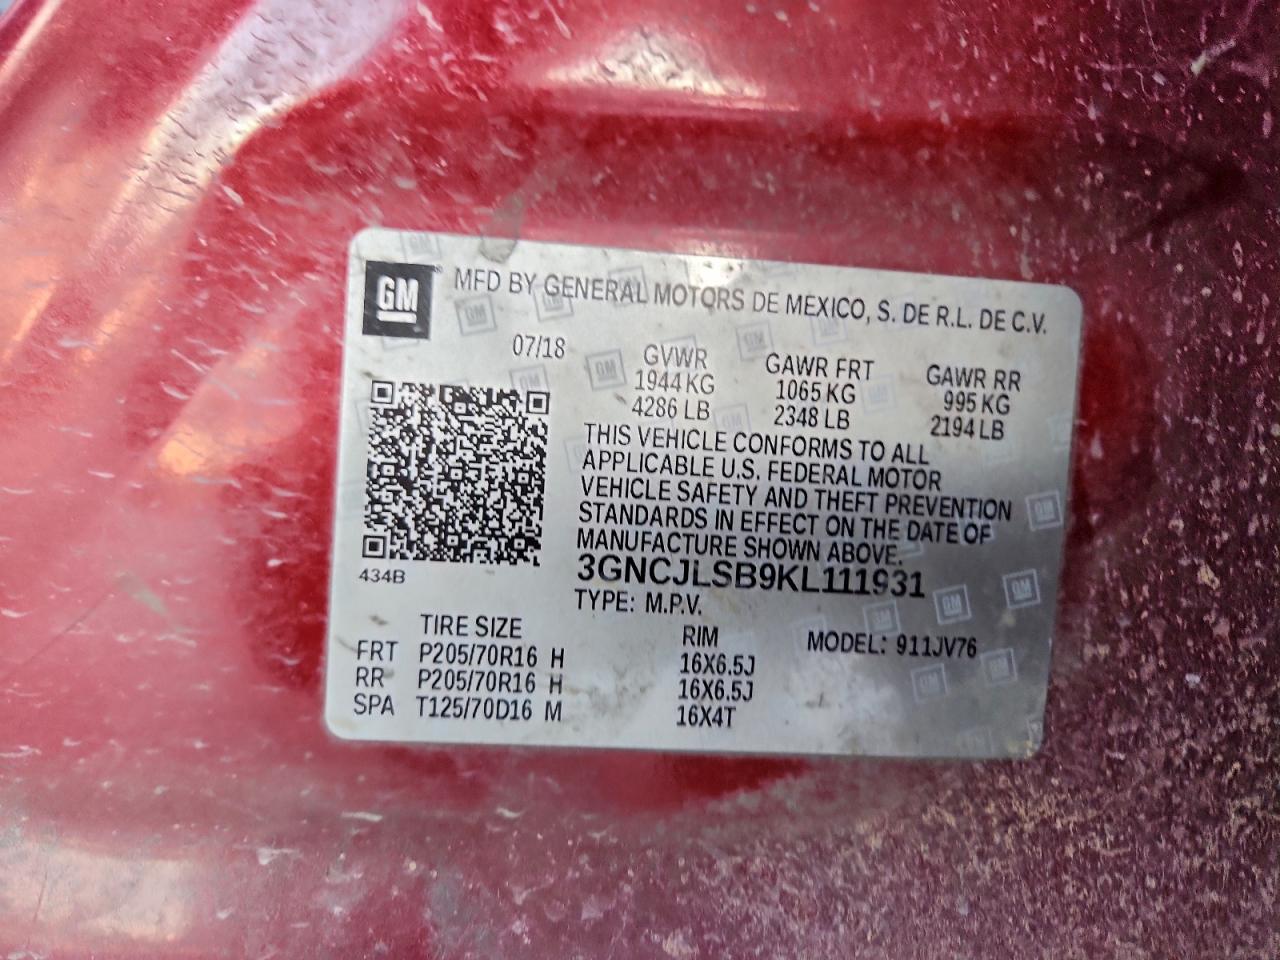 GM ® MFD BY GENERAL MOTORS DE MEXICO, S. DE R.L. DE C.V.
07/18 GVWR GAWR FRT GAWR RR
1944 KG 1065 KG 995 KG
4286 LB 2348 LB 2194 LB
THIS VEHICLE CONFORMS TO ALL
APPLICABLE U.S. FEDERAL MOTOR
VEHICLE SAFETY AND THEFT PREVENTION
STANDARDS IN EFFECT ON THE DATE OF
MANUFACTURE SHOWN ABOVE.
434B 3GNCJLSB9KL111931
TYPE: M.P.V.
TIRE SIZE RIM MODEL: 911JV76
FRT P205/70R16 H 16X6.5J
RR P205/70R16 H 16X6.5J
SPA T125/70D16 M 16X4T